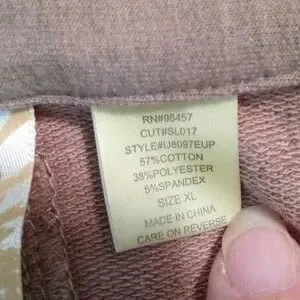 RN#96457
CUT#SL017
STYLE#IJ6097EUP
57%COTTON
38%POLYESTER
5%SPANDEX
SIZE:XL
MADE IN CHINA
CARE ON REVERSE